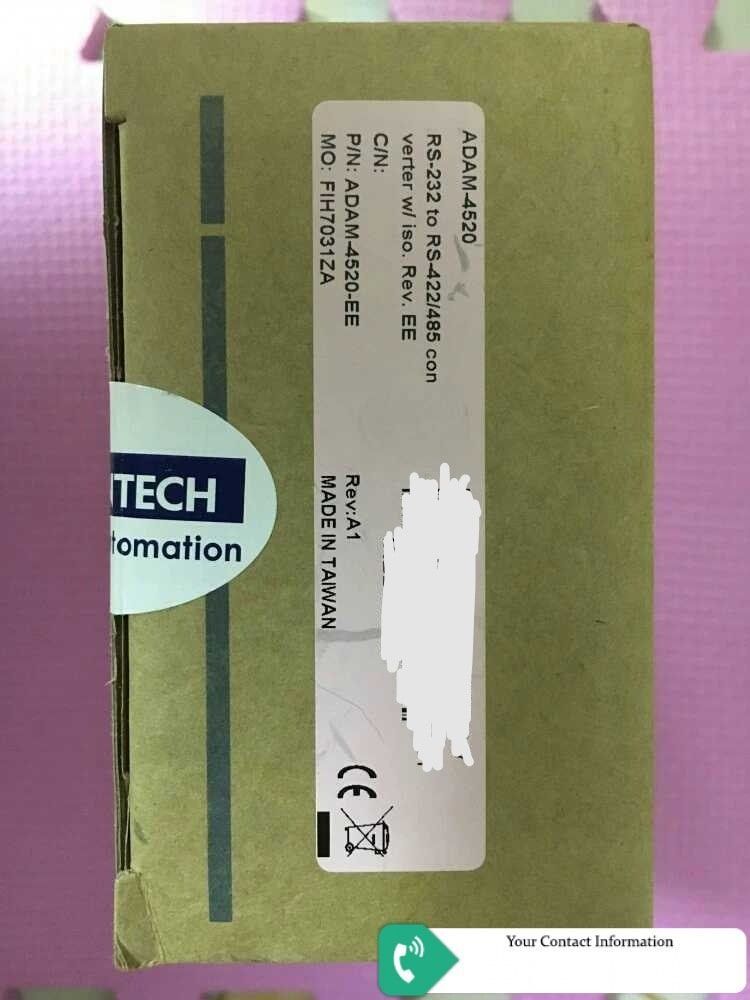 ADAM-4520
RS-232 to RS-422/485 con
verter w/ iso. Rev. EE
C/N:
P/N: ADAM-4520-EE
Rev:A1
MO: FIH7031ZA
MADE IN TAIWAN
CE
TECH
tomation
Your Contact Information